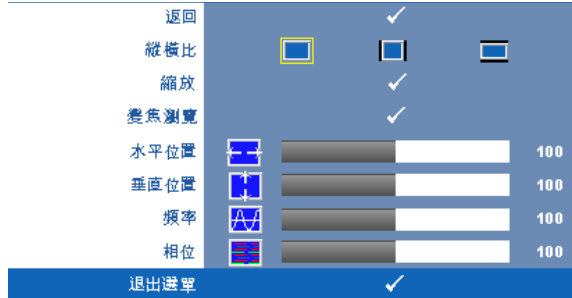 返回
縱橫比
縮放
變焦瀏覽
水平位置 100
垂直位置 100
頻率 100
相位 100
退出選單